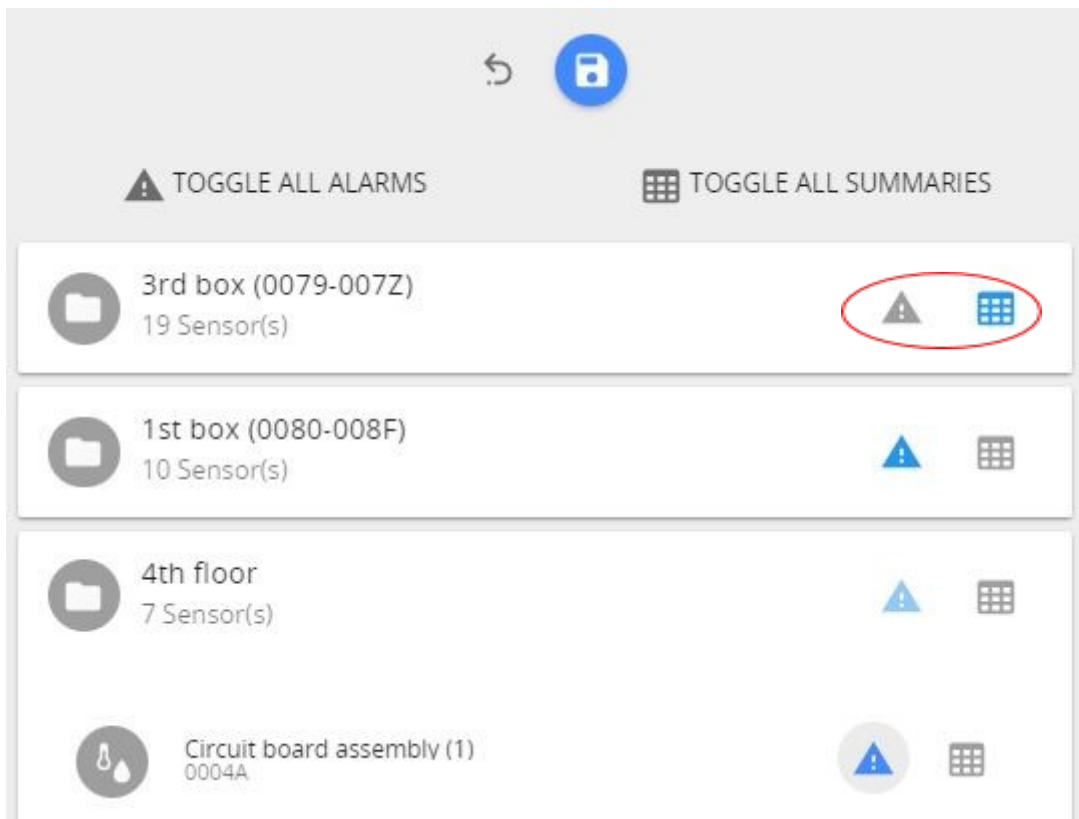 TOGGLE ALL ALARMS
TOGGLE ALL SUMMARIES
3rd box (0079-007Z)
19 Sensor(s)
1st box (0080-008F)
10 Sensor(s)
4th floor
7 Sensor(s)
Circuit board assembly (1)
0004A